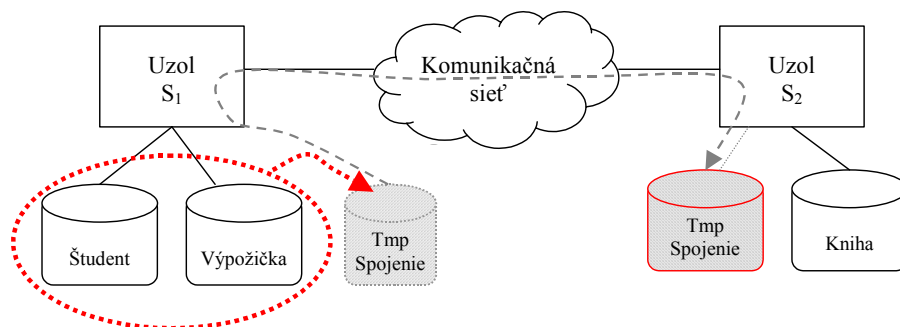 Uzol
S₁
Komunikačná
sieť
Uzol
S₂
Študent
Výpožička
Tmp
Spojenie
Tmp
Spojenie
Kniha